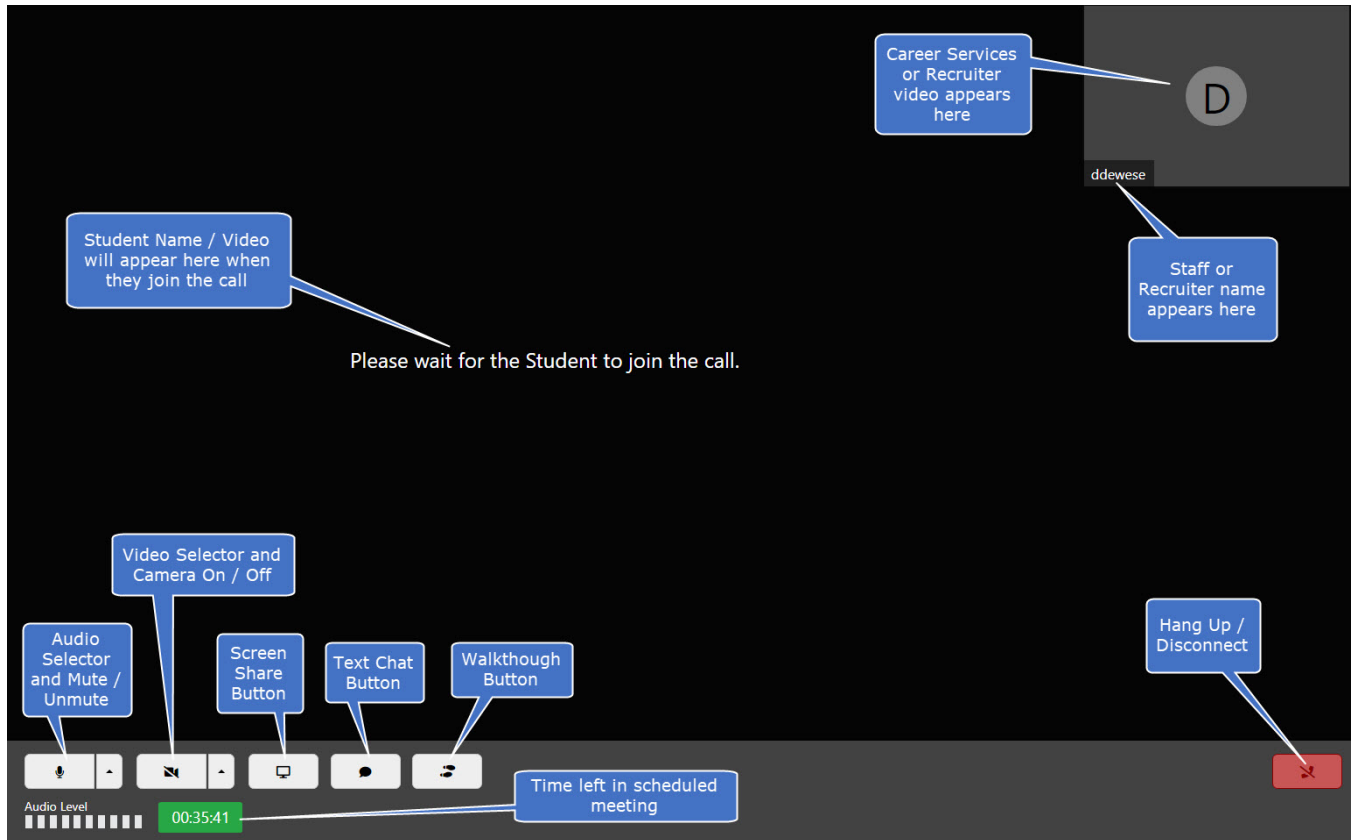 Career Services
or Recruiter
video appears
here
D
ddewese
Student Name / Video
will appear here when
they join the call
Staff or
Recruiter name
appears here
Please wait for the Student to join the call.
Video Selector and
Camera On / Off
Audio
Selector
and Mute /
Unmute
Screen
Share
Button
Text Chat
Button
Walkthough
Button
Hang Up /
Disconnect
Audio Level
00:35:41
Time left in scheduled
meeting